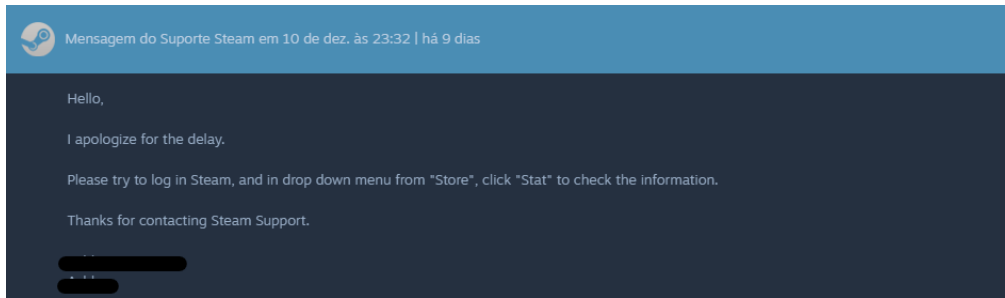 Mensagem do Suporte Steam em 10 de dez. às 23:32 | há 9 dias
Hello,
I apologize for the delay.
Please try to log in Steam, and in drop down menu from "Store", click "Stat" to check the information.
Thanks for contacting Steam Support.